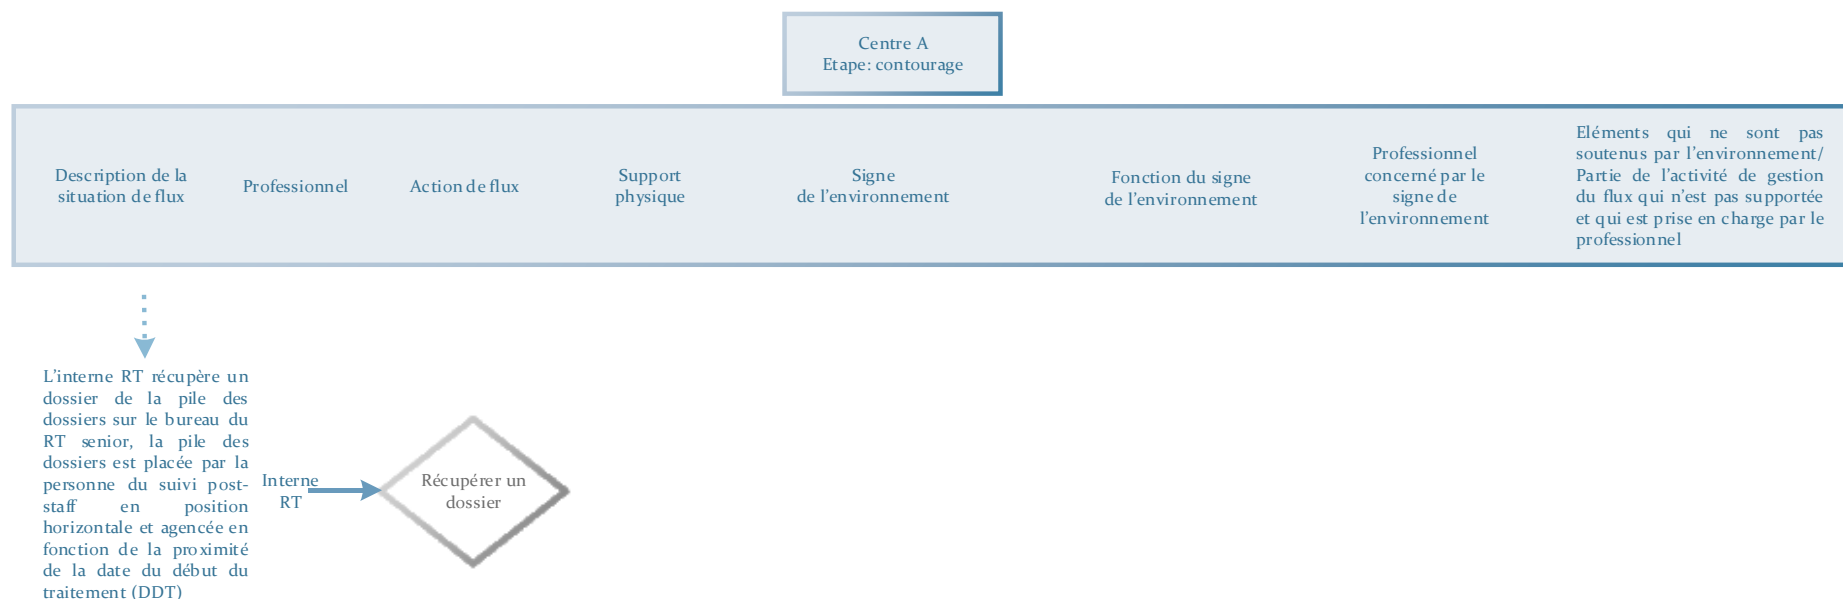 Centre A
Etape: contourage
Description de la
situation de flux
Professionnel
Action de flux
Support
physique
Signe
de l'environnement
Fonction du signe
de l'environnement
Professionnel
concerné par le
signe de
l'environnement
Eléments qui ne sont pas
soutenus par l'environnement/
Partie de l'activité de gestion
du flux qui n'est pas supportée
et qui est prise en charge par le
professionnel
L'interne RT récupère un
dossier de la pile des
dossiers sur le bureau du
RT senior, la pile des
dossiers est placée par la
personne du suivi post-
staff en position
horizontale et agencée en
fonction de la proximité
de la date du début du
traitement (DDT)
Interne
RT
Récupérer un
dossier